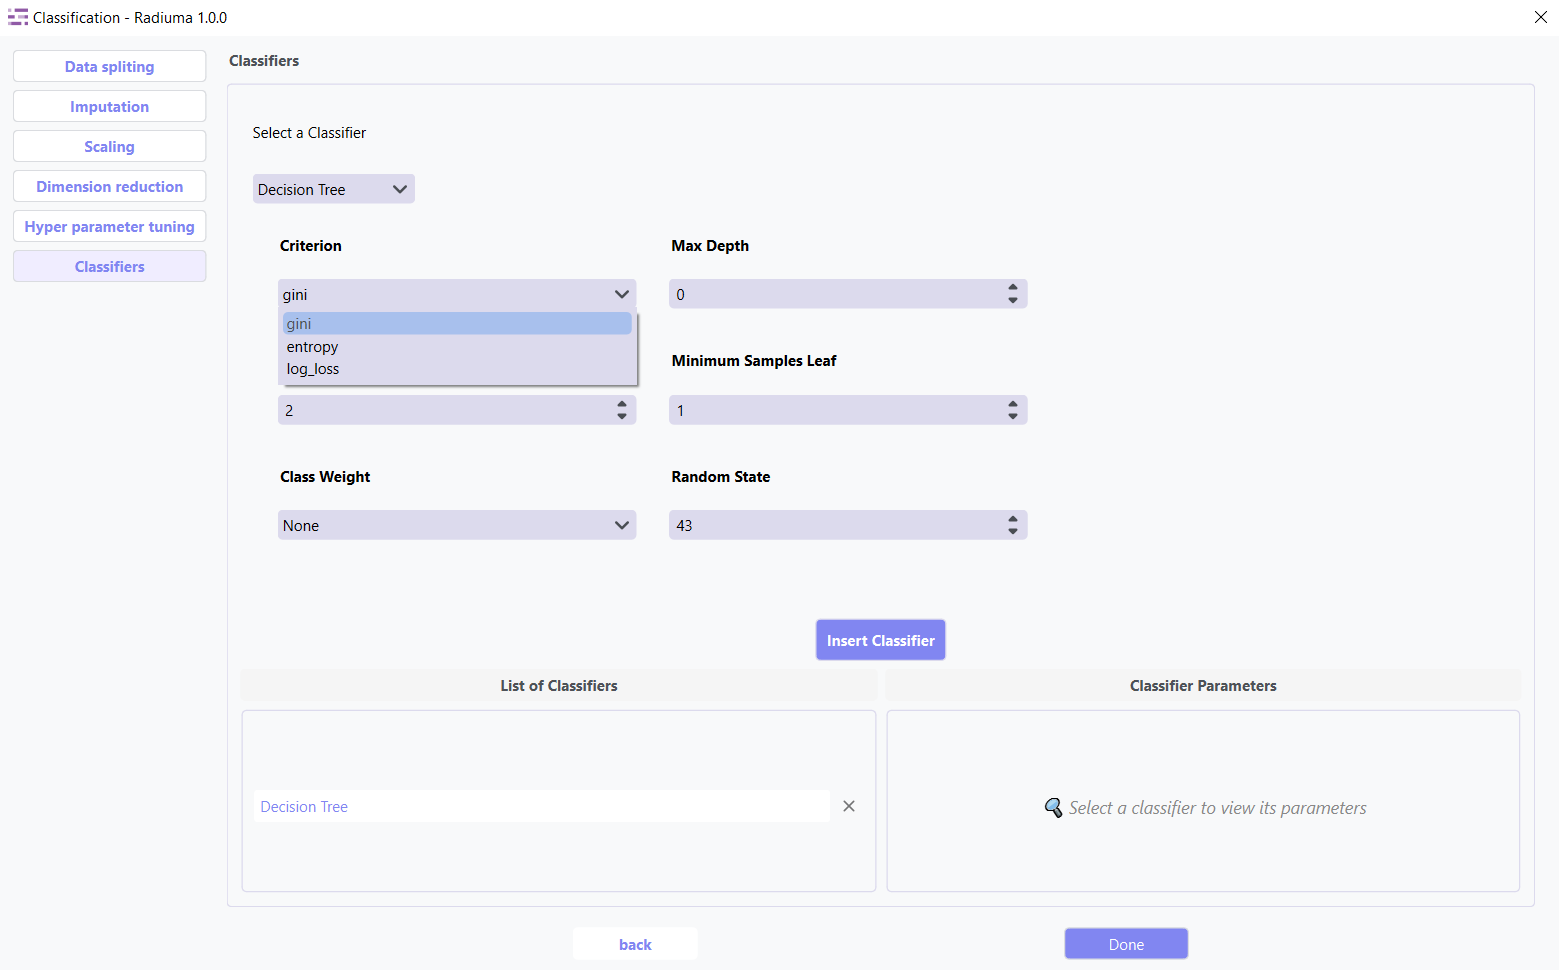 Classification - Radiuma 1.0.0
Data spliting
Imputation
Scaling
Dimension reduction
Hyper parameter tuning
Classifiers
Classifiers
Select a Classifier
Decision Tree
Criterion
Max Depth
gini
0
gini
entropy
log_loss
Minimum Samples Leaf
2
1
Class Weight
Random State
None
43
Insert Classifier
List of Classifiers
Classifier Parameters
Decision Tree
Select a classifier to view its parameters
back
Done